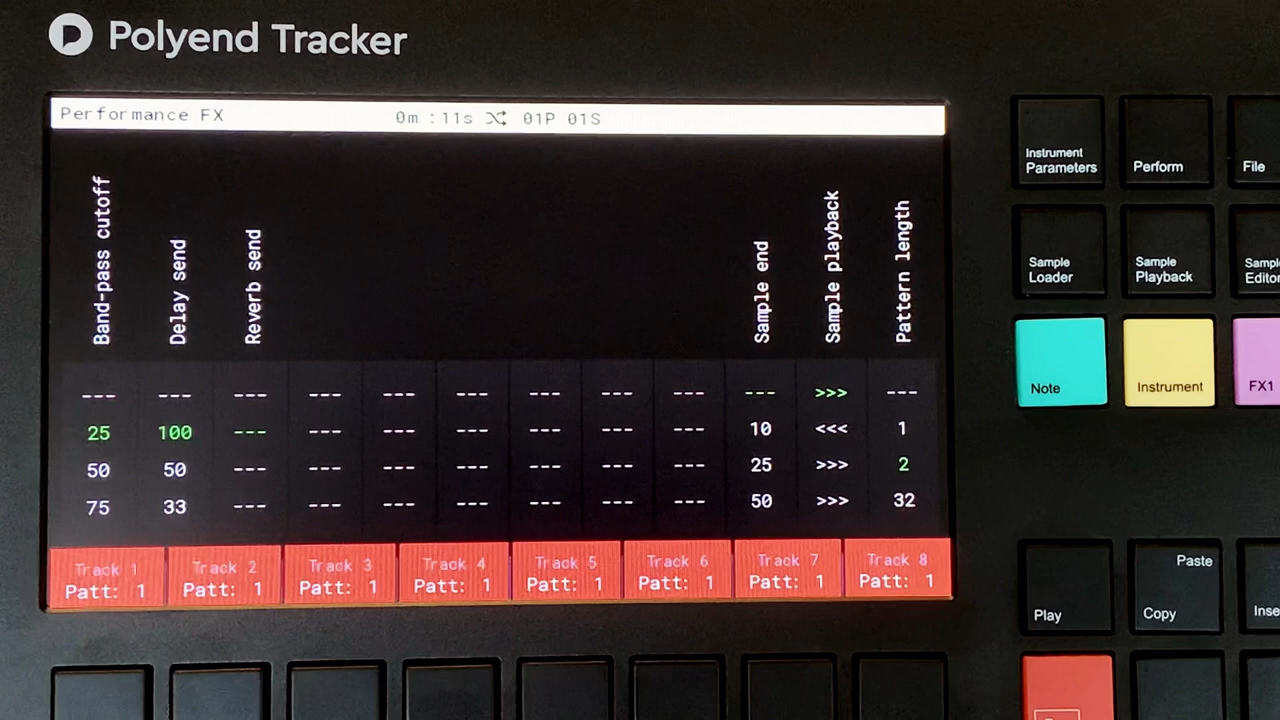 Polyend Tracker
Performance FX 0m :11s 01P 01S
Band-pass cutoff Delay send Reverb send Sample end Sample playback Pattern length
--- --- --- --- --- --- --- --- --- --- >>> ---
25 100 --- --- --- --- --- --- --- 10 <<< 1
50 50 --- --- --- --- --- --- --- 25 >>> 2
75 33 --- --- --- --- --- --- --- 50 >>> 32
Track 1 Track 2 Track 3 Track 4 Track 5 Track 6 Track 7 Track 8
Patt: 1 Patt: 1 Patt: 1 Patt: 1 Patt: 1 Patt: 1 Patt: 1 Patt: 1
Instrument
Parameters
Perform
File
Sample
Loader
Sample
Playback
Sample
Editor
Note
Instrument
FX1
Play
Paste
Copy
Inse